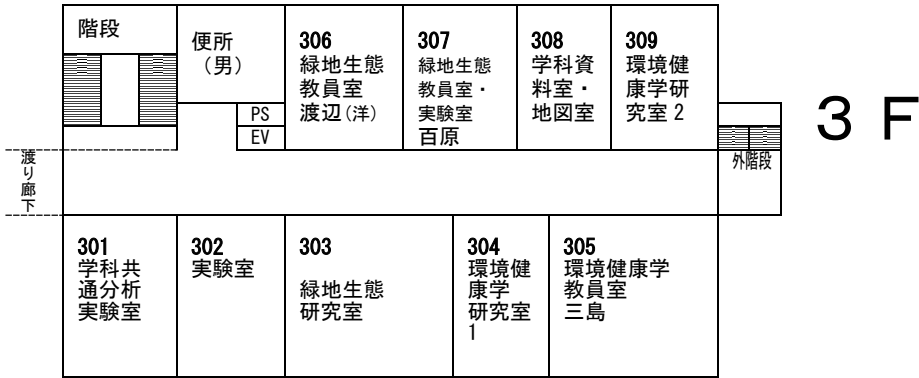 階段
便所
（男）
PS
EV
306
緑地生態
教員室
渡辺（洋）
307
緑地生態
教員室・
実験室
百原
308
学科資
料室・
地図室
309
環境健
康学研
究室２
３Ｆ
外階段
渡り廊下
301
学科共
通分析
実験室
302
実験室
303
緑地生態
研究室
304
環境健
康学
研究室
1
305
環境健康学
教員室
三島